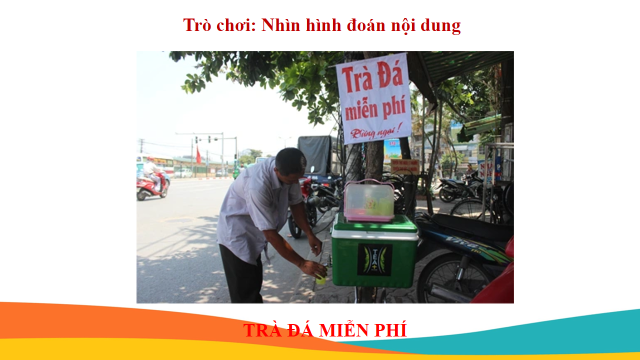 Trò chơi: Nhìn hình đoán nội dung
Trà Đá
miễn phí
Đừng ngại !
TRÀ ĐÁ MIỄN PHÍ